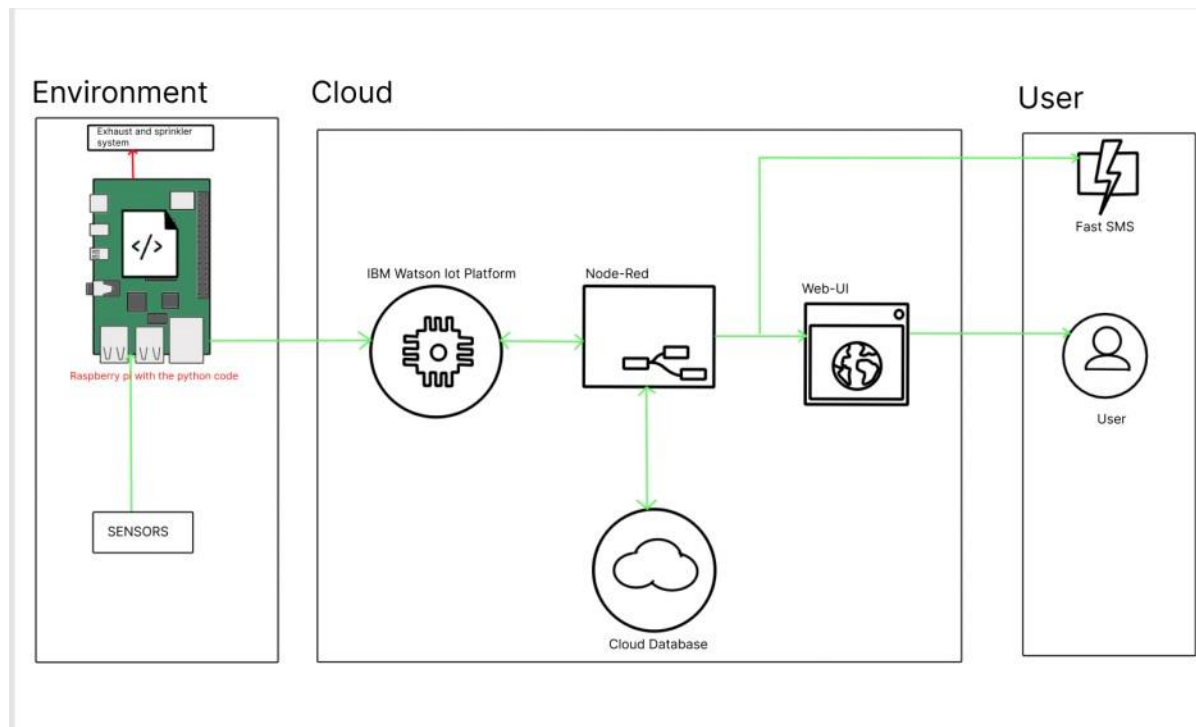 Environment
Cloud
User
Exhaust and sprinkler
system
</>
Raspberry pi with the python code
SENSORS
IBM Watson Iot Platform
Node-Red
Web-UI
Cloud Database
Fast SMS
User